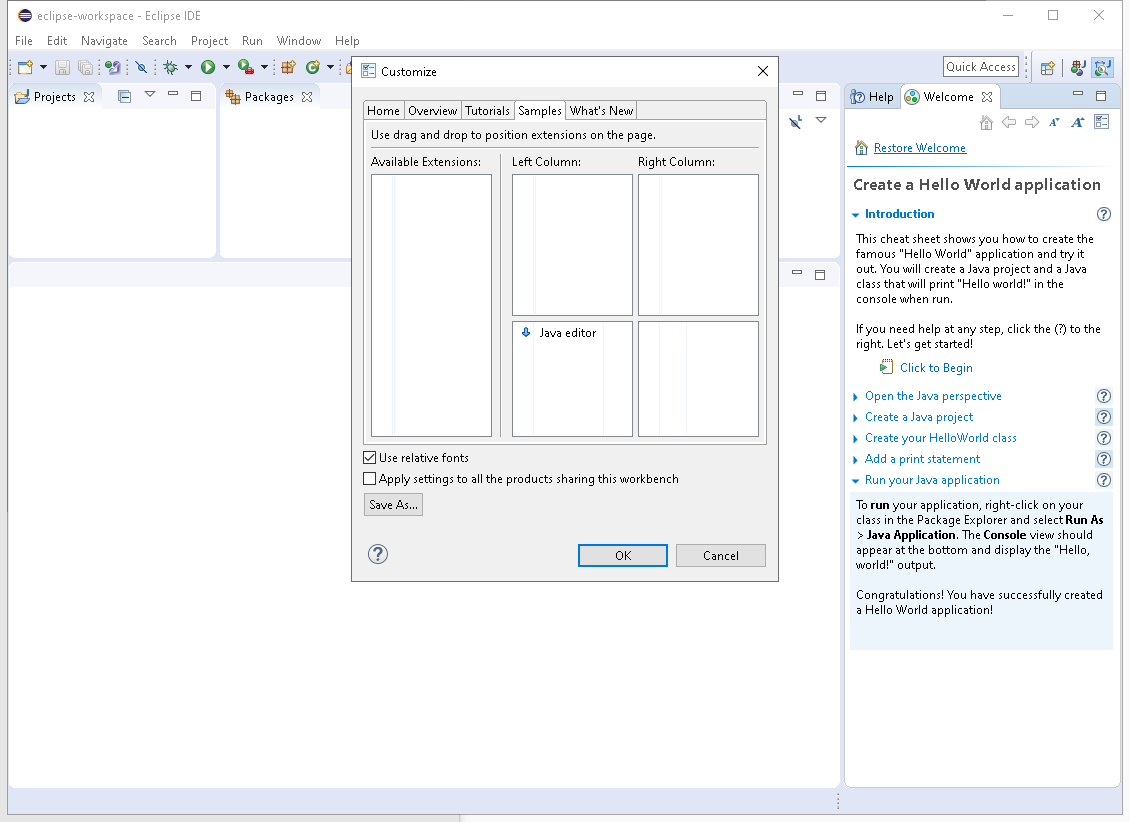 eclipse-workspace - Eclipse IDE
File Edit Navigate Search Project Run Window Help
Quick Access
Projects
Packages
Help
Welcome
Customize
Home Overview Tutorials Samples What's New
Use drag and drop to position extensions on the page.
Available Extensions: Left Column: Right Column:
Java editor
Use relative fonts
Apply settings to all the products sharing this workbench
Save As...
OK
Cancel
Restore Welcome
Create a Hello World application
Introduction
This cheat sheet shows you how to create the
famous "Hello World" application and try it
out. You will create a Java project and a Java
class that will print "Hello world!" in the
console when run.
If you need help at any step, click the (?) to the
right. Let's get started!
Click to Begin
Open the Java perspective
Create a Java project
Create your HelloWorld class
Add a print statement
Run your Java application
To run your application, right-click on your
class in the Package Explorer and select Run As
> Java Application. The Console view should
appear at the bottom and display the "Hello,
world!" output.
Congratulations! You have successfully created
a Hello World application!